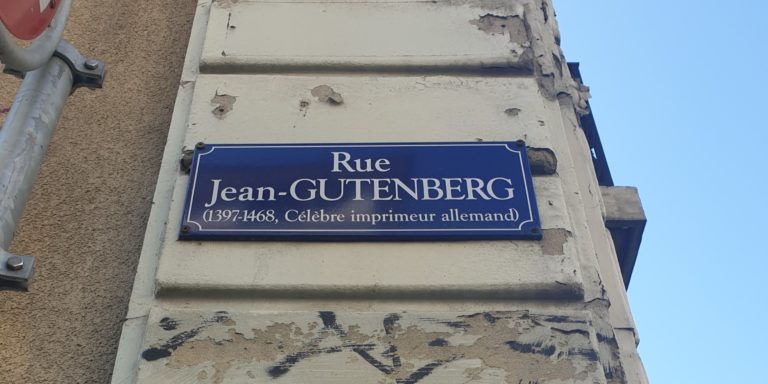 Rue
Jean-GUTENBERG
(1397-1468, Célèbre imprimeur allemand)